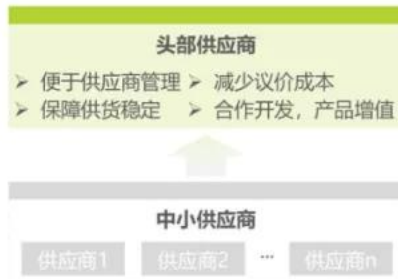 头部供应商
➢ 便于供应商管理 ➢ 减少议价成本
➢ 保障供货稳定 ➢ 合作开发，产品增值
中小供应商
供应商1 供应商2 … 供应商n